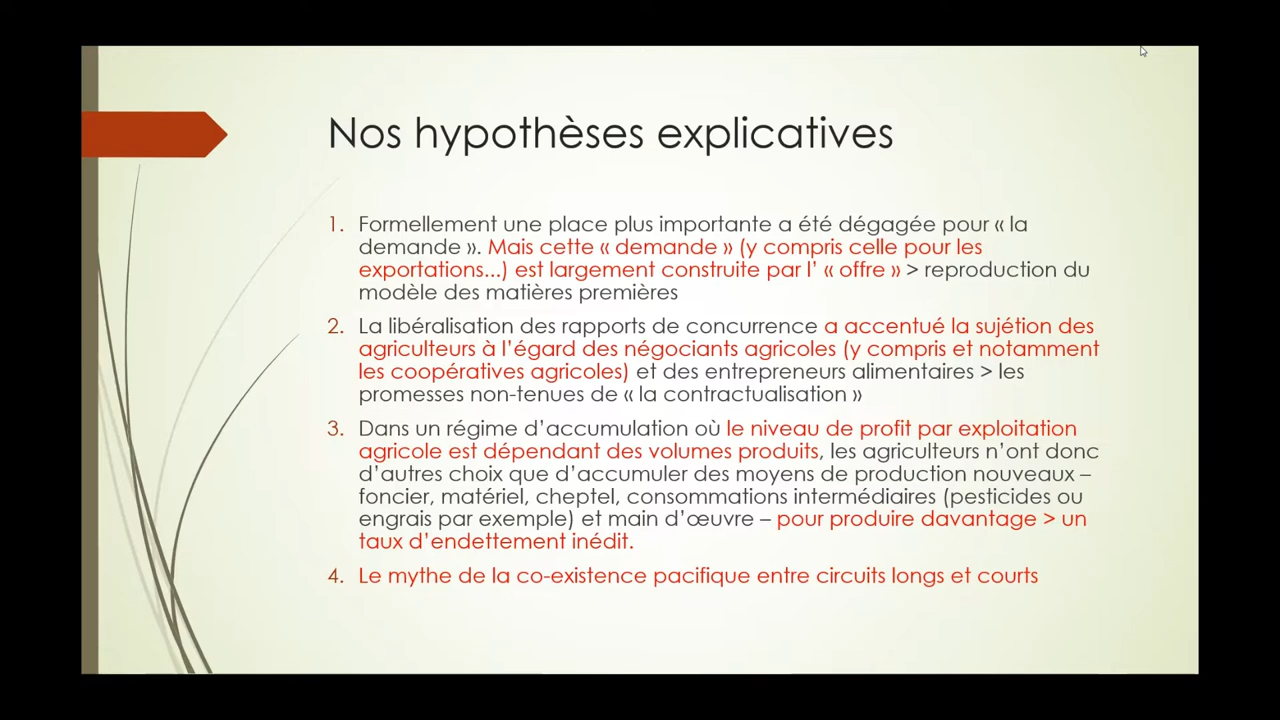 Nos hypothèses explicatives
1. Formellement une place plus importante a été dégagée pour « la
demande ». Mais cette « demande » (y compris celle pour les
exportations...) est largement construite par l' « offre » > reproduction du
modèle des matières premières
2. La libéralisation des rapports de concurrence a accentué la sujétion des
agriculteurs à l'égard des négociants agricoles (y compris et notamment
les coopératives agricoles) et des entrepreneurs alimentaires > les
promesses non-tenues de « la contractualisation »
3. Dans un régime d'accumulation où le niveau de profit par exploitation
agricole est dépendant des volumes produits, les agriculteurs n'ont donc
d'autres choix que d'accumuler des moyens de production nouveaux –
foncier, matériel, cheptel, consommations intermédiaires (pesticides ou
engrais par exemple) et main d'œuvre – pour produire davantage > un
taux d'endettement inédit.
4. Le mythe de la co-existence pacifique entre circuits longs et courts